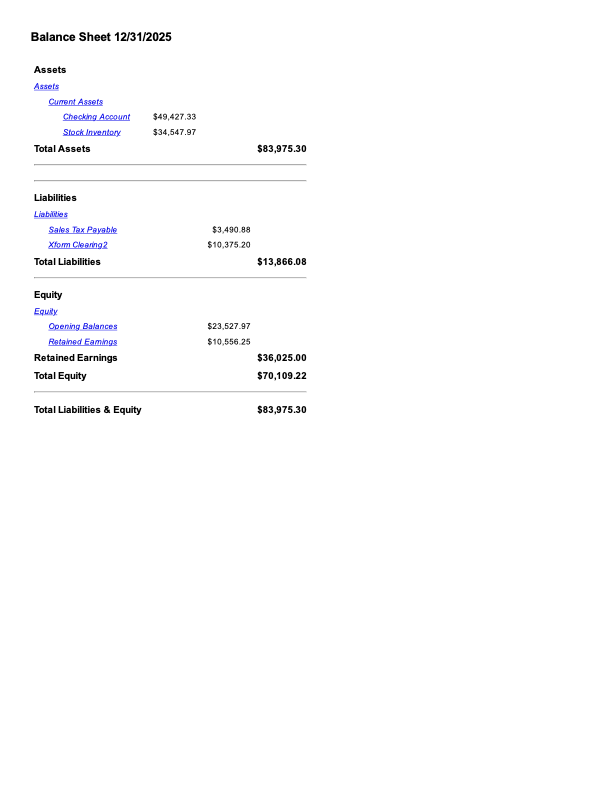 Balance Sheet 12/31/2025
Assets
Assets
Current Assets
Checking Account $49,427.33
Stock Inventory $34,547.97
Total Assets $83,975.30
Liabilities
Liabilities
Sales Tax Payable $3,490.88
Xform Clearing2 $10,375.20
Total Liabilities $13,866.08
Equity
Equity
Opening Balances $23,527.97
Retained Earnings $10,556.25
Retained Earnings $36,025.00
Total Equity $70,109.22
Total Liabilities & Equity $83,975.30